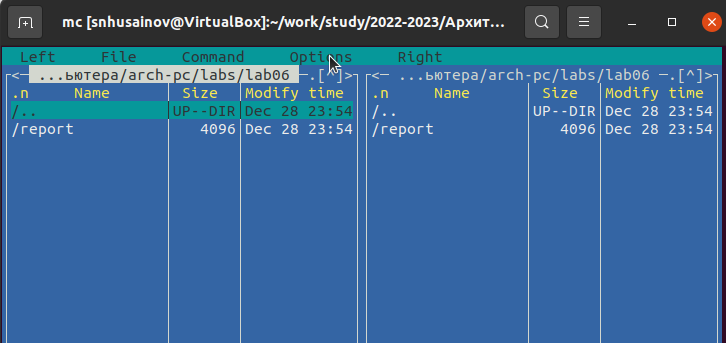 mc [snhusainov@VirtualBox]:~/work/study/2022-2023/Архит...
Left File Command Options Right
<─ ...ьютера/arch-pc/labs/lab06 ─.[^]> <─ ...ьютера/arch-pc/labs/lab06 ─.[^]>
.n Name Size Modify time .n Name Size Modify time
/.. UP--DIR Dec 28 23:54 /.. UP--DIR Dec 28 23:54
/report 4096 Dec 28 23:54 /report 4096 Dec 28 23:54